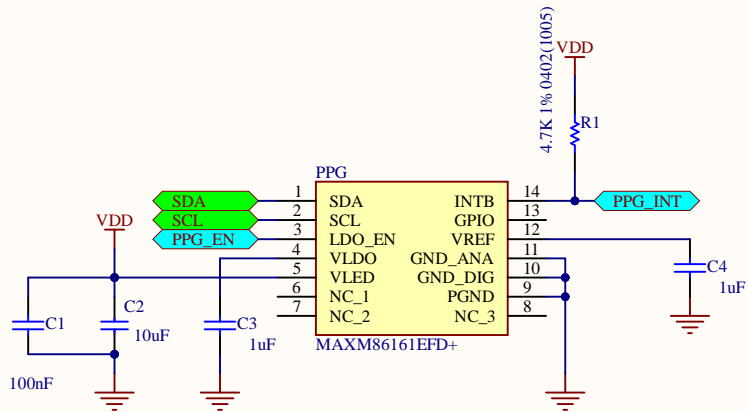 VDD
4.7K 1% 0402(1005)
R1
PPG
SDA
1
SDA
INTB
14
PPG_INT
SCL
2
SCL
GPIO
13
PPG_EN
3
LDO_EN
VREF
12
VDD
4
VLDO
GND_ANA
11
5
VLED
GND_DIG
10
C4
1uF
6
NC_1
PGND
9
7
NC_2
NC_3
8
C1
100nF
C2
10uF
C3
1uF
MAXM86161EFD+